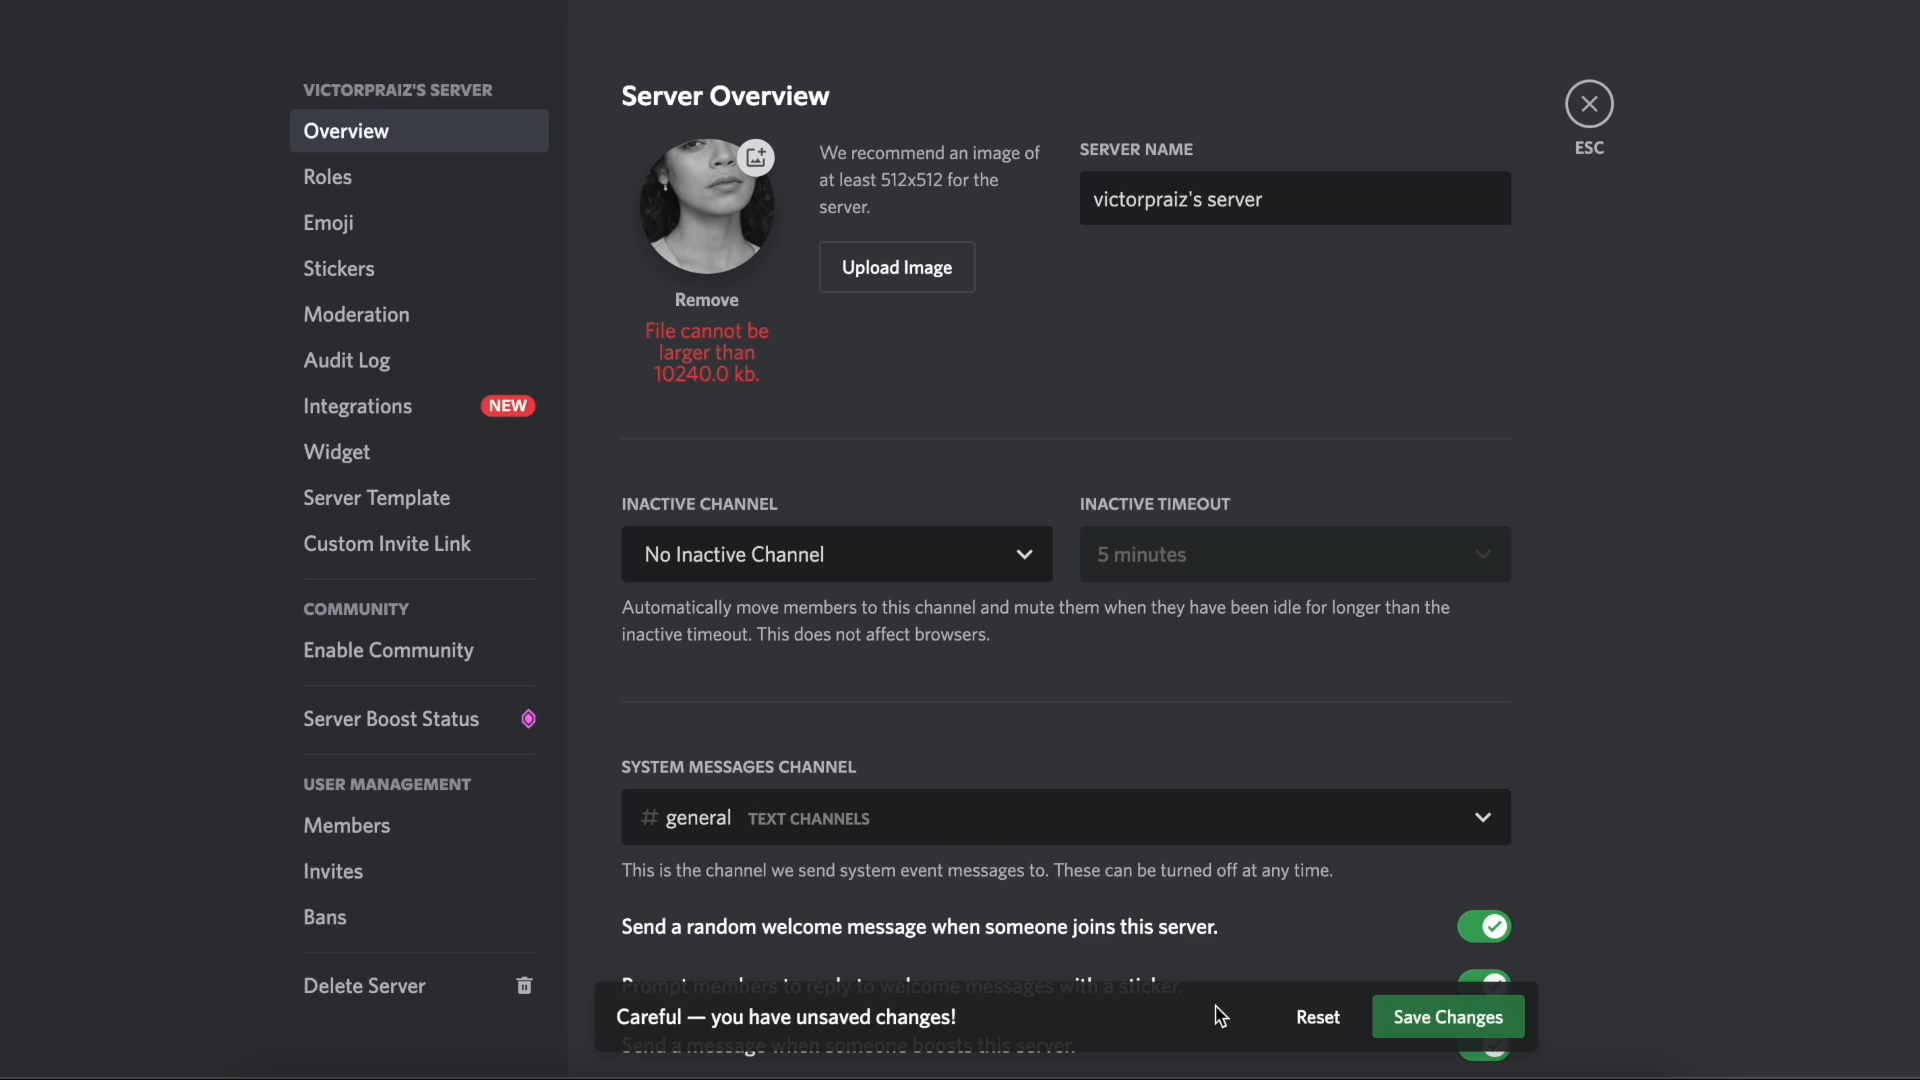 VICTORPRAIZ'S SERVER
Overview
Roles
Emoji
Stickers
Moderation
Audit Log
Integrations NEW
Widget
Server Template
Custom Invite Link
COMMUNITY
Enable Community
Server Boost Status
USER MANAGEMENT
Members
Invites
Bans
Delete Server
Server Overview
Remove
File cannot be
larger than
10240.0 kb.
We recommend an image of
at least 512x512 for the
server.
Upload Image
SERVER NAME
victorpraiz's server
ESC
INACTIVE CHANNEL
No Inactive Channel
INACTIVE TIMEOUT
5 minutes
Automatically move members to this channel and mute them when they have been idle for longer than the
inactive timeout. This does not affect browsers.
SYSTEM MESSAGES CHANNEL
# general TEXT CHANNELS
This is the channel we send system event messages to. These can be turned off at any time.
Send a random welcome message when someone joins this server.
Prompt members to reply to welcome messages with a sticker.
Careful — you have unsaved changes!
Reset
Save Changes
Send a message when someone boosts this server.